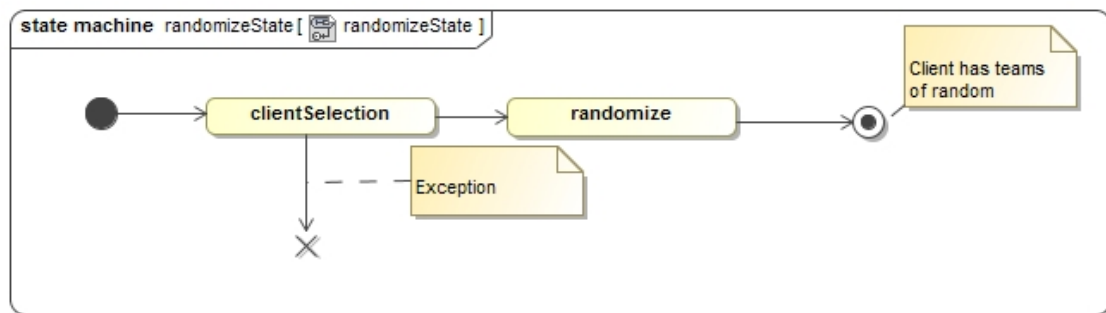 state machine randomizeState [ randomizeState ]
Client has teams
of random
clientSelection
randomize
Exception